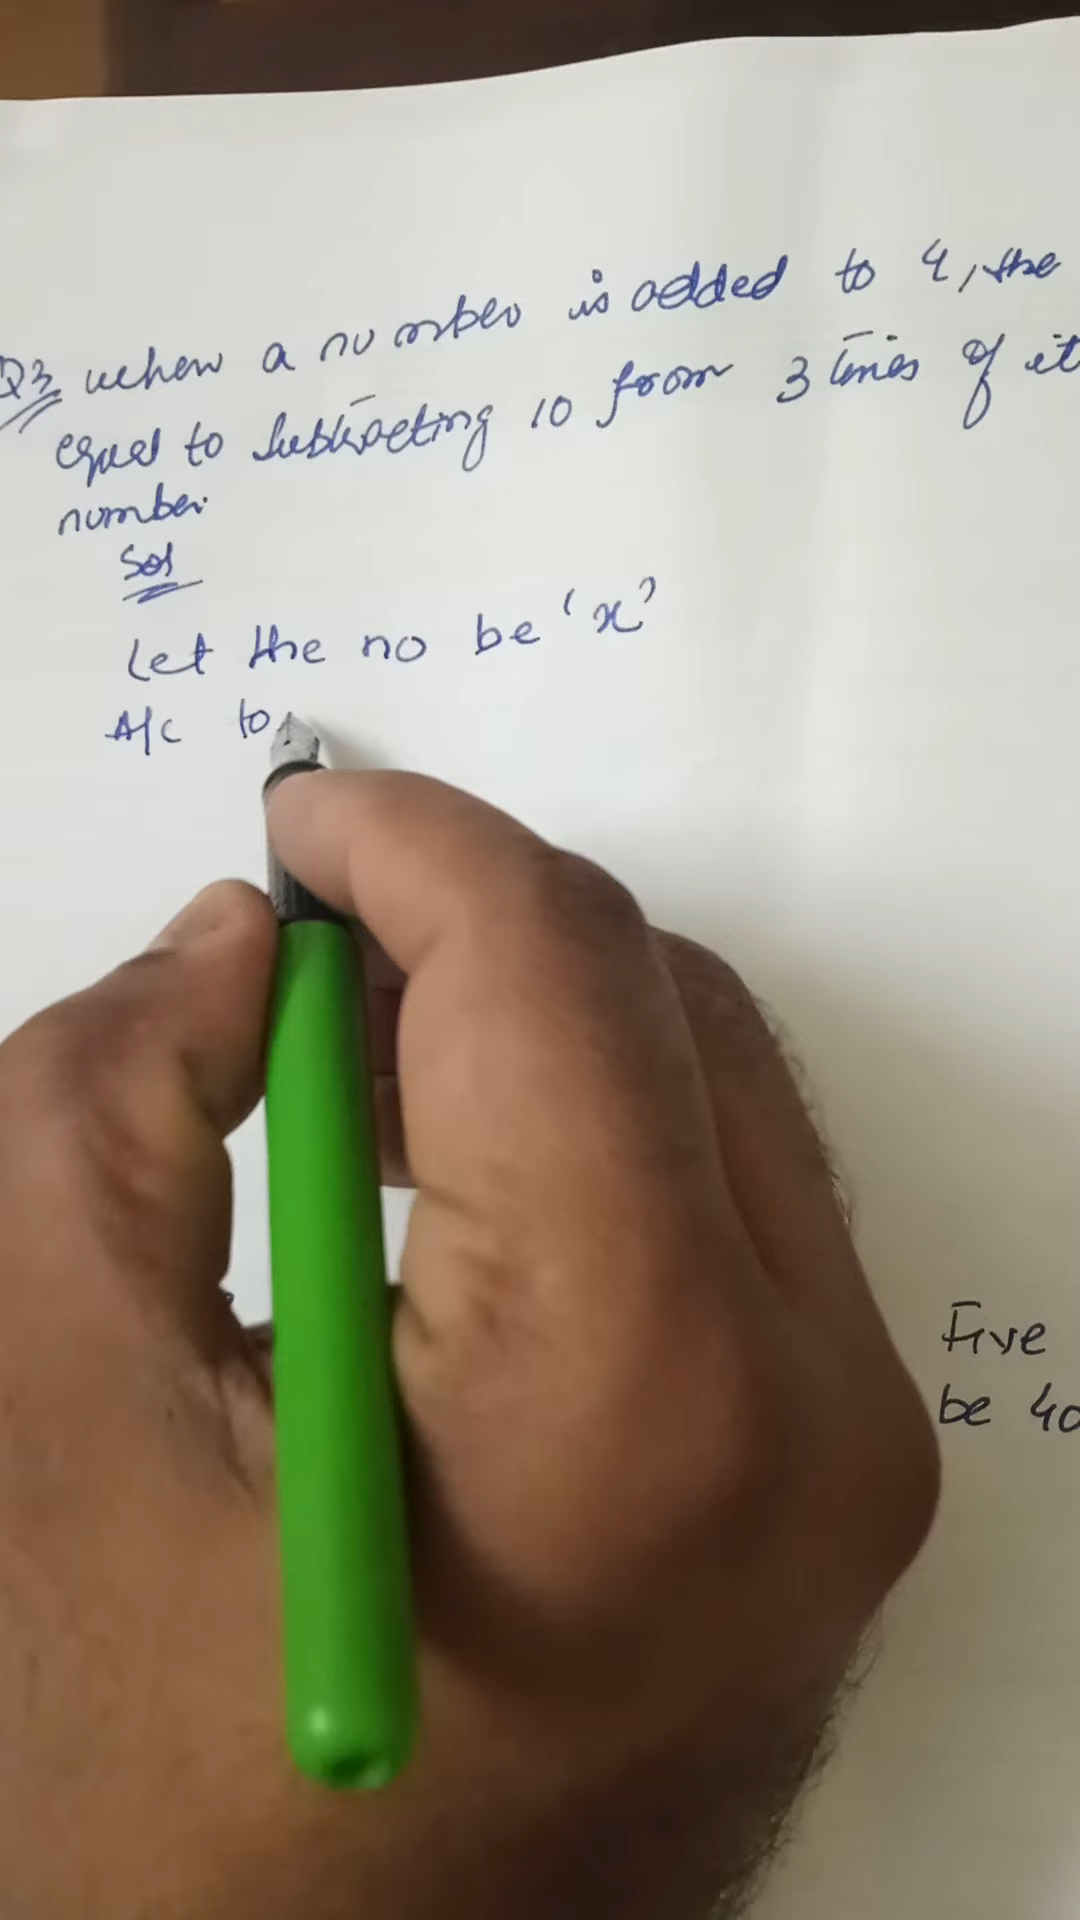 Q3. when a number is added to 4, the
equal to subtracting 10 from 3 times of it
number.
Sol
Let the no be 'x'
A/c to
Five
be 40